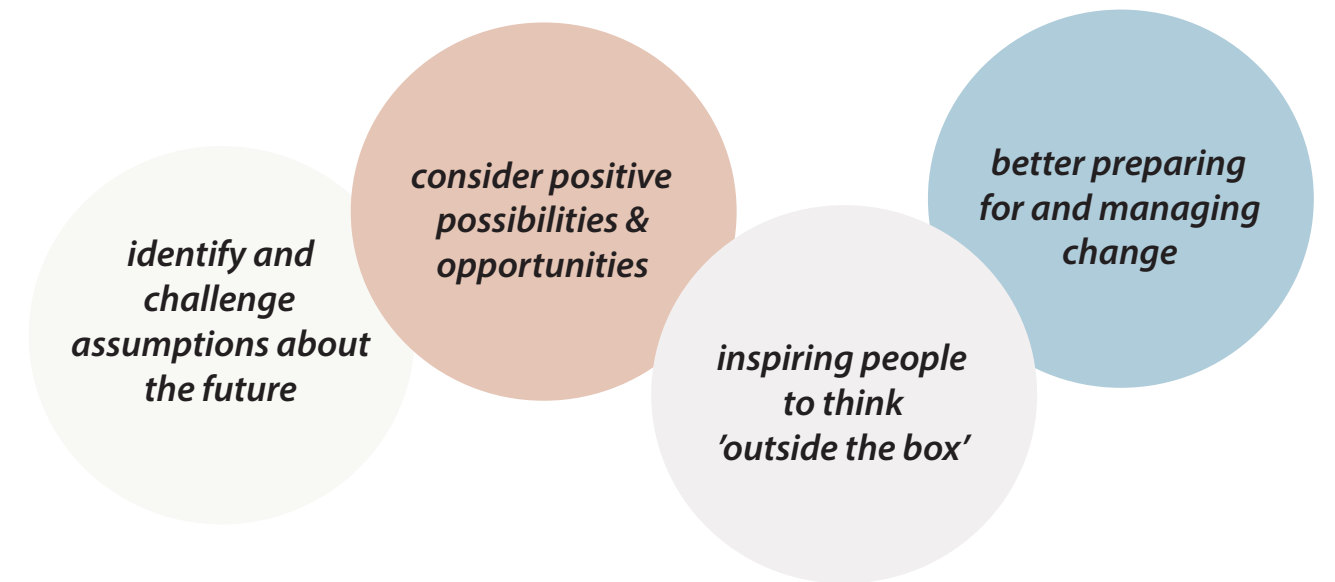 identify and
challenge
assumptions about
the future
consider positive
possibilities &
opportunities
inspiring people
to think
’outside the box’
better preparing
for and managing
change